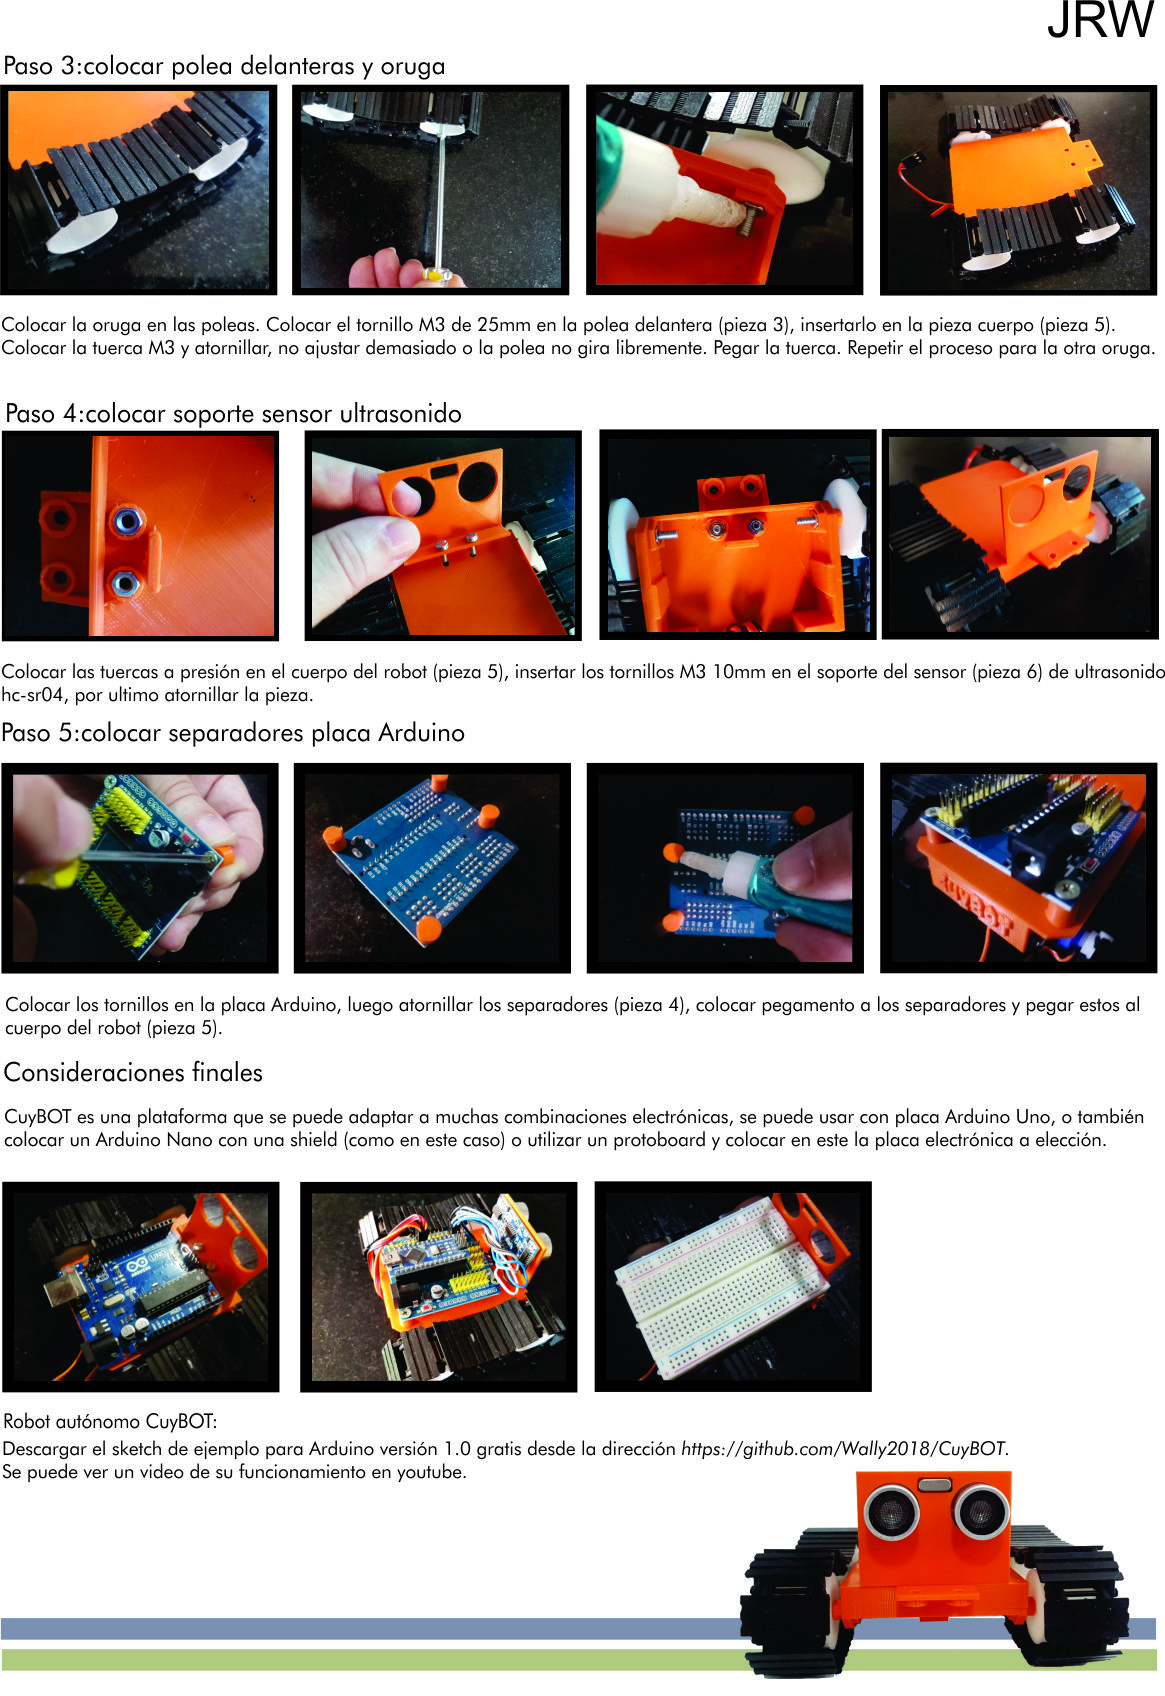 JRW
Paso 3:colocar polea delanteras y oruga
Colocar la oruga en las poleas. Colocar el tornillo M3 de 25mm en la polea delantera (pieza 3), insertarlo en la pieza cuerpo (pieza 5).
Colocar la tuerca M3 y atornillar, no ajustar demasiado o la polea no gira libremente. Pegar la tuerca. Repetir el proceso para la otra oruga.
Paso 4:colocar soporte sensor ultrasonido
Colocar las tuercas a presión en el cuerpo del robot (pieza 5), insertar los tornillos M3 10mm en el soporte del sensor (pieza 6) de ultrasonido
hc-sr04, por ultimo atornillar la pieza.
Paso 5:colocar separadores placa Arduino
CuyBOT
Colocar los tornillos en la placa Arduino, luego atornillar los separadores (pieza 4), colocar pegamento a los separadores y pegar estos al
cuerpo del robot (pieza 5).
Consideraciones finales
CuyBOT es una plataforma que se puede adaptar a muchas combinaciones electrónicas, se puede usar con placa Arduino Uno, o también
colocar un Arduino Nano con una shield (como en este caso) o utilizar un protoboard y colocar en este la placa electrónica a elección.
UNO
ARDUINO
Robot autónomo CuyBOT:
Descargar el sketch de ejemplo para Arduino versión 1.0 gratis desde la dirección https://github.com/Wally2018/CuyBOT.
Se puede ver un video de su funcionamiento en youtube.